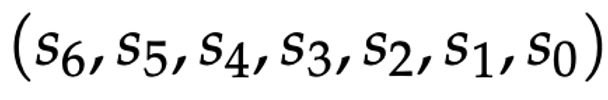 (s₆, s₅, s₄, s₃, s₂, s₁, s₀)